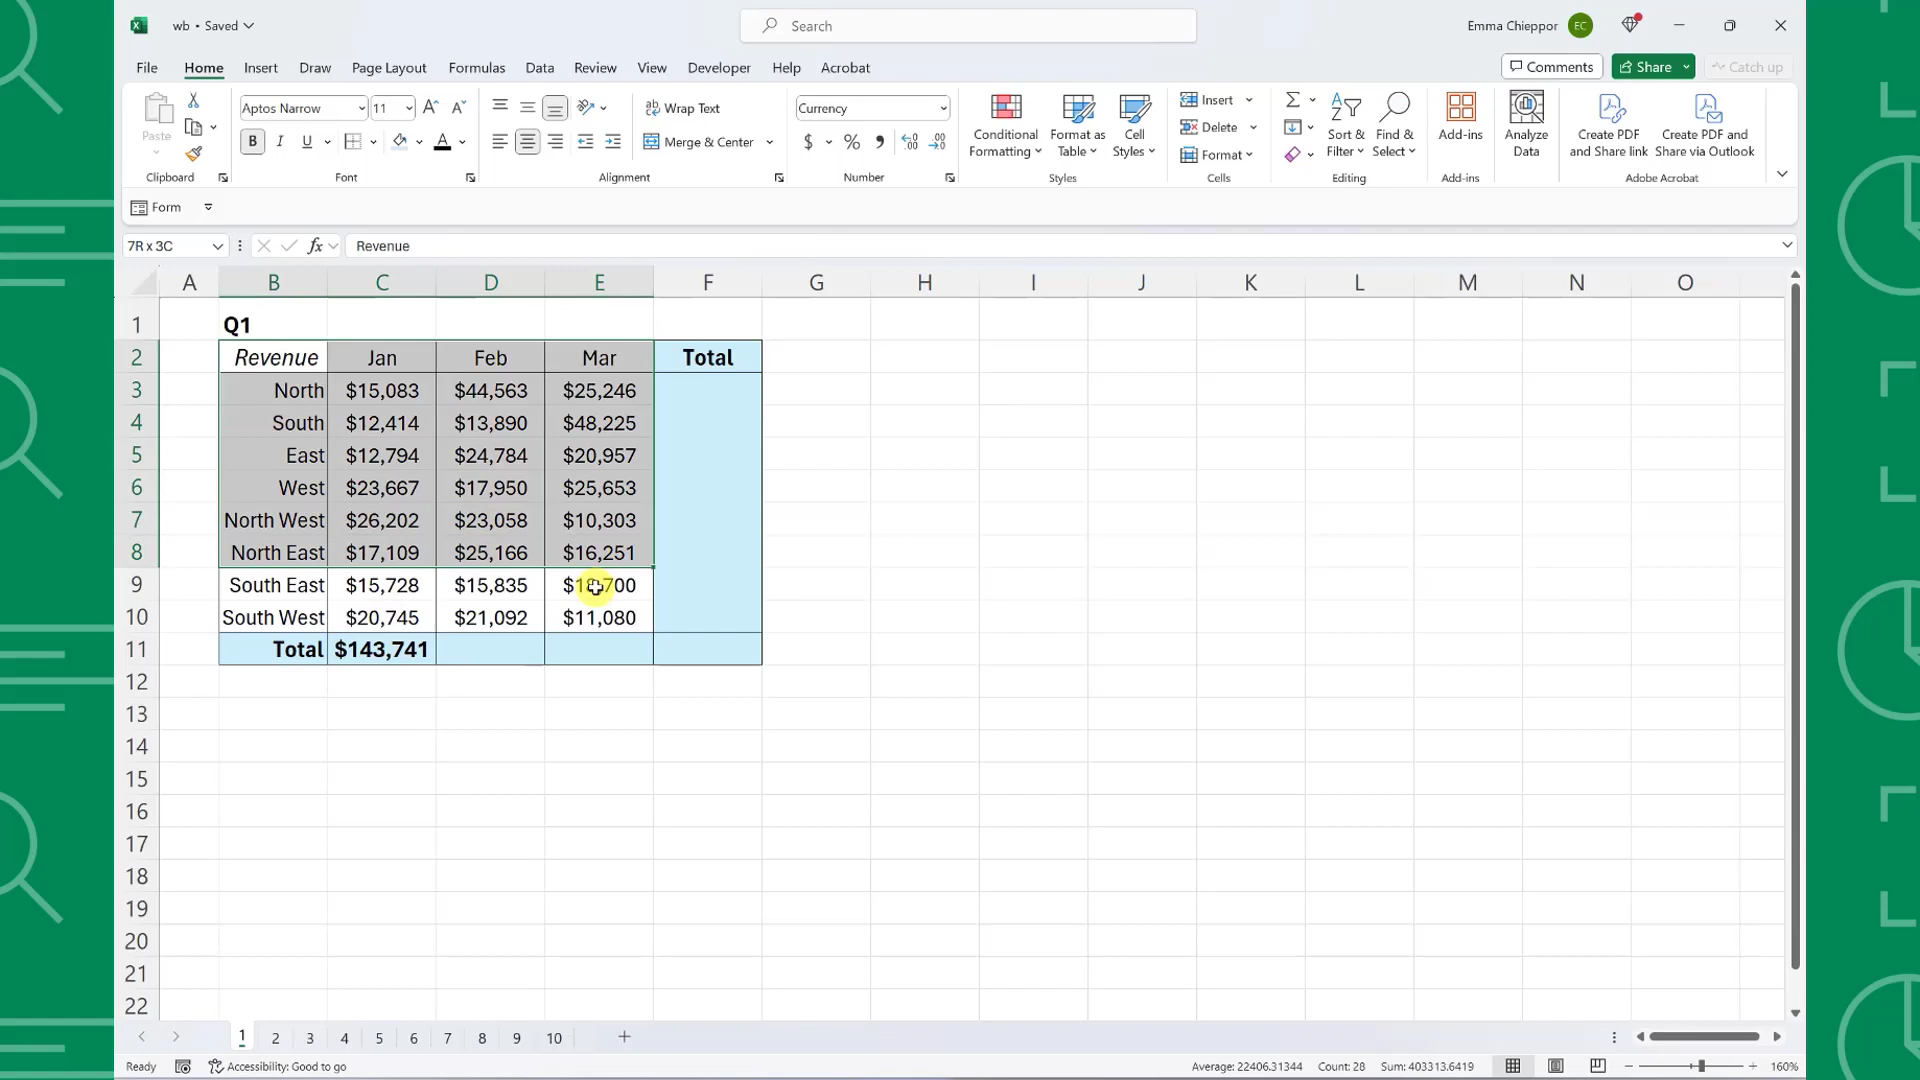 wb • Saved
Search
Emma Chieppor
EC
File Home Insert Draw Page Layout Formulas Data Review View Developer Help Acrobat
Comments Share Catch up
Paste
Clipboard
Aptos Narrow 11
B I U
Font
Wrap Text
Merge & Center
Alignment
Currency
$ % 9
Number
Conditional Formatting
Format as Table
Cell Styles
Styles
Insert
Delete
Format
Cells
Sort & Filter
Find & Select
Editing
Add-ins
Add-ins
Analyze Data
Create PDF and Share link
Create PDF and Share via Outlook
Adobe Acrobat
Form
7R x 3C fx Revenue
A B C D E F G H I J K L M N O
1 Q1
2 Revenue Jan Feb Mar Total
3 North $15,083 $44,563 $25,246
4 South $12,414 $13,890 $48,225
5 East $12,794 $24,784 $20,957
6 West $23,667 $17,950 $25,653
7 North West $26,202 $23,058 $10,303
8 North East $17,109 $25,166 $16,251
9 South East $15,728 $15,835
10 South West $20,745 $21,092 $11,080
11 Total $143,741
12
13
14
15
16
17
18
19
20
21
22
1 2 3 4 5 6 7 8 9 10
Ready Accessibility: Good to go Average: 22406.31344 Count: 28 Sum: 403313.6419 160%